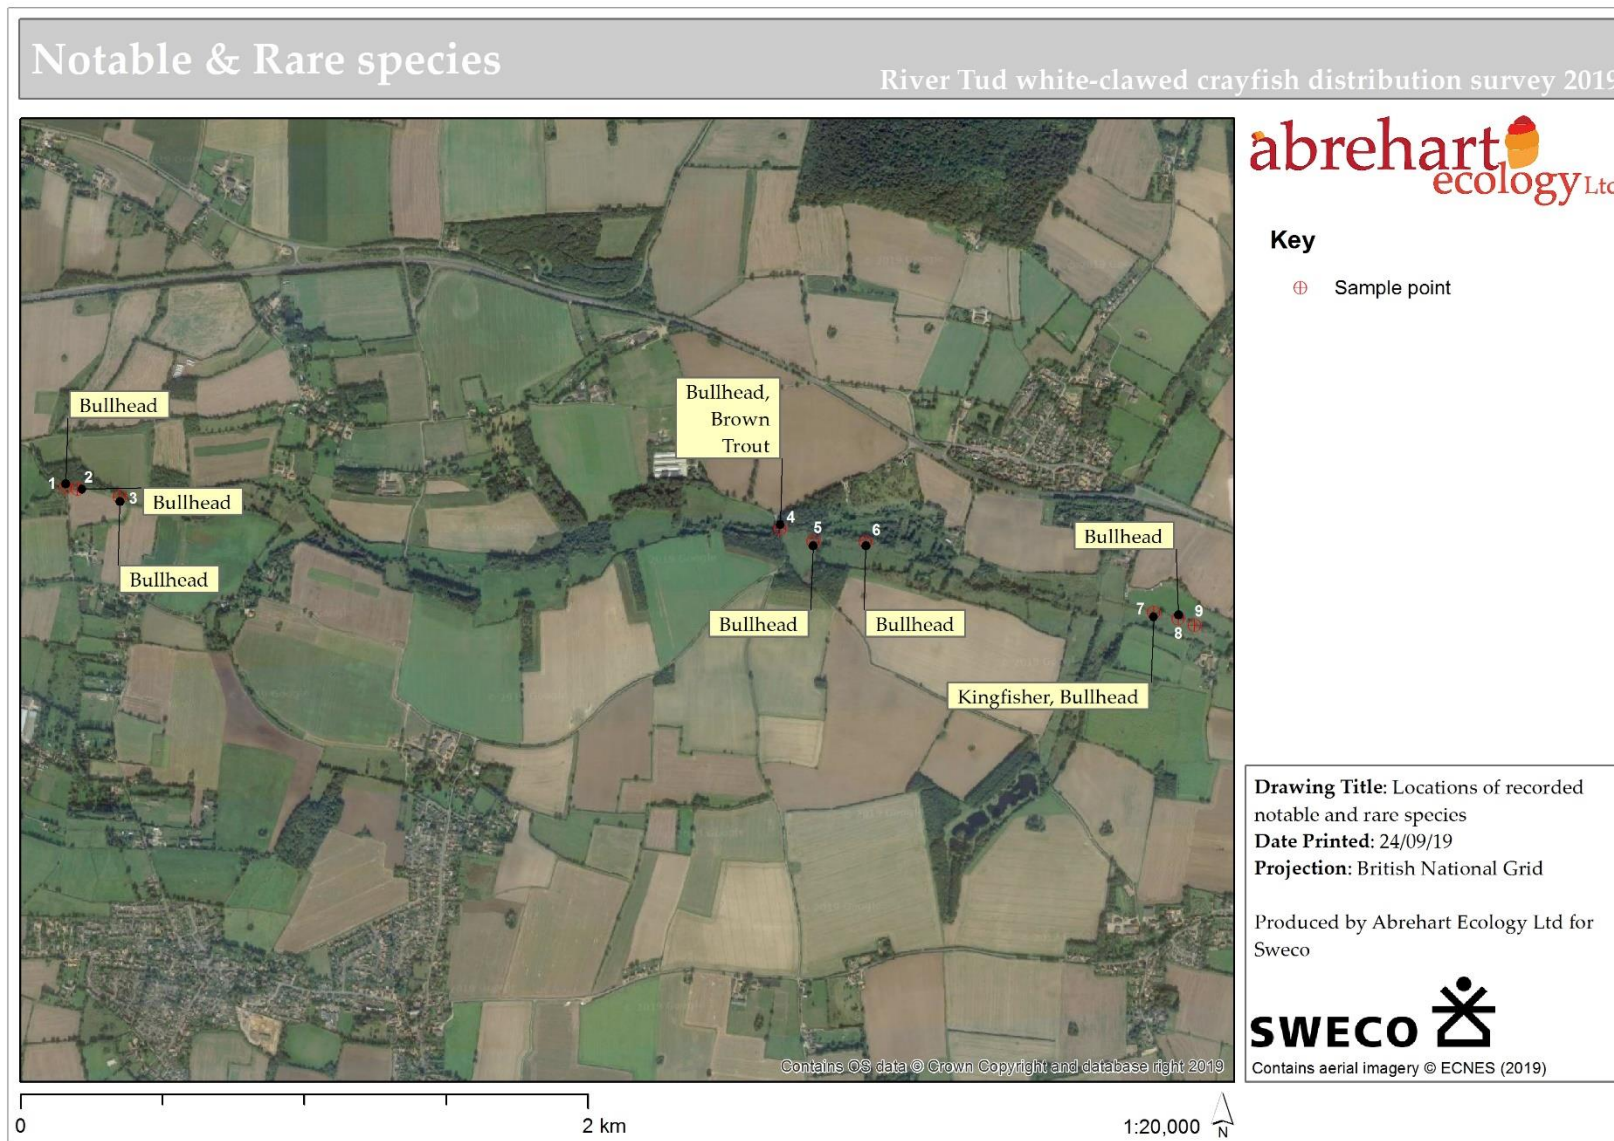 Notable & Rare species
River Tud white-clawed crayfish distribution survey 2019
abrehart
ecology Ltd
Key
Sample point
Bullhead
1
2
Bullhead
3
Bullhead
Bullhead,
Brown
Trout
4
5
6
Bullhead
Bullhead
Bullhead
7
8
9
Kingfisher, Bullhead
Drawing Title: Locations of recorded
notable and rare species
Date Printed: 24/09/19
Projection: British National Grid
Produced by Abrehart Ecology Ltd for
Sweco
SWECO
Contains aerial imagery © ECNES (2019)
Contains OS data © Crown Copyright and database right 2019
0
2 km
1:20,000
N